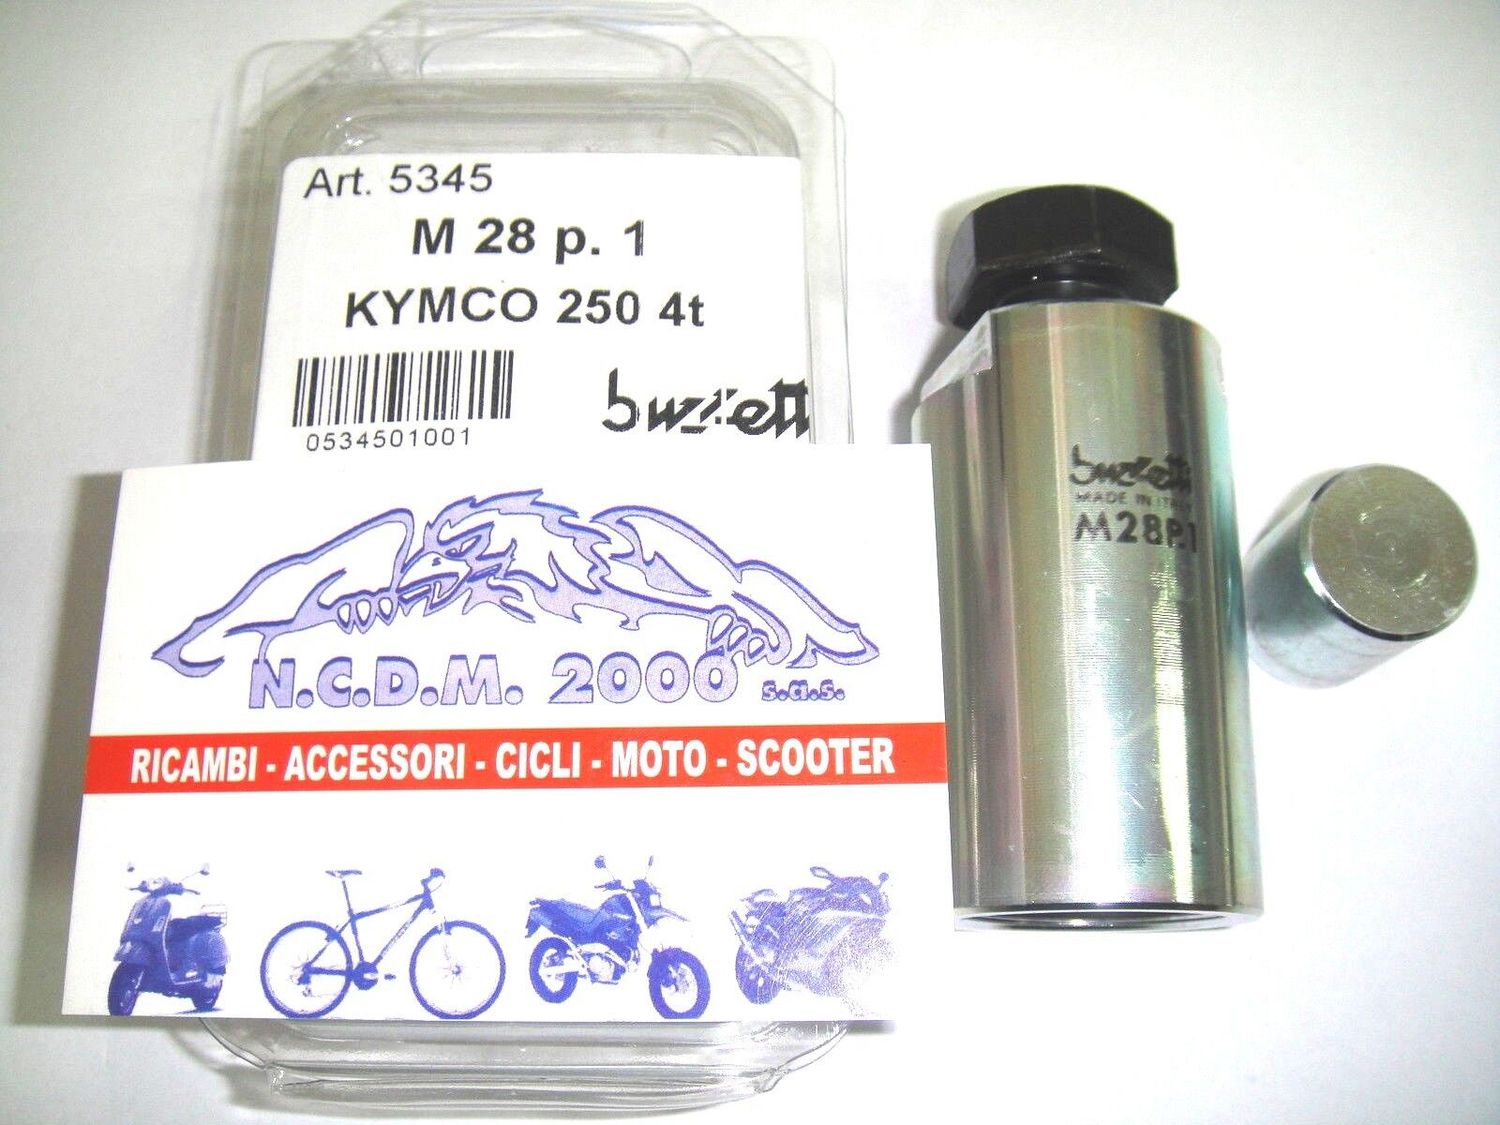 Art. 5345
M 28 p. 1
KYMCO 250 4t
0534501001
buzzetti
N.C.D.M. 2000 s.a.s.
RICAMBI - ACCESSORI - CICLI - MOTO - SCOOTER
buzzetti
MADE IN ITALY
M28P.1